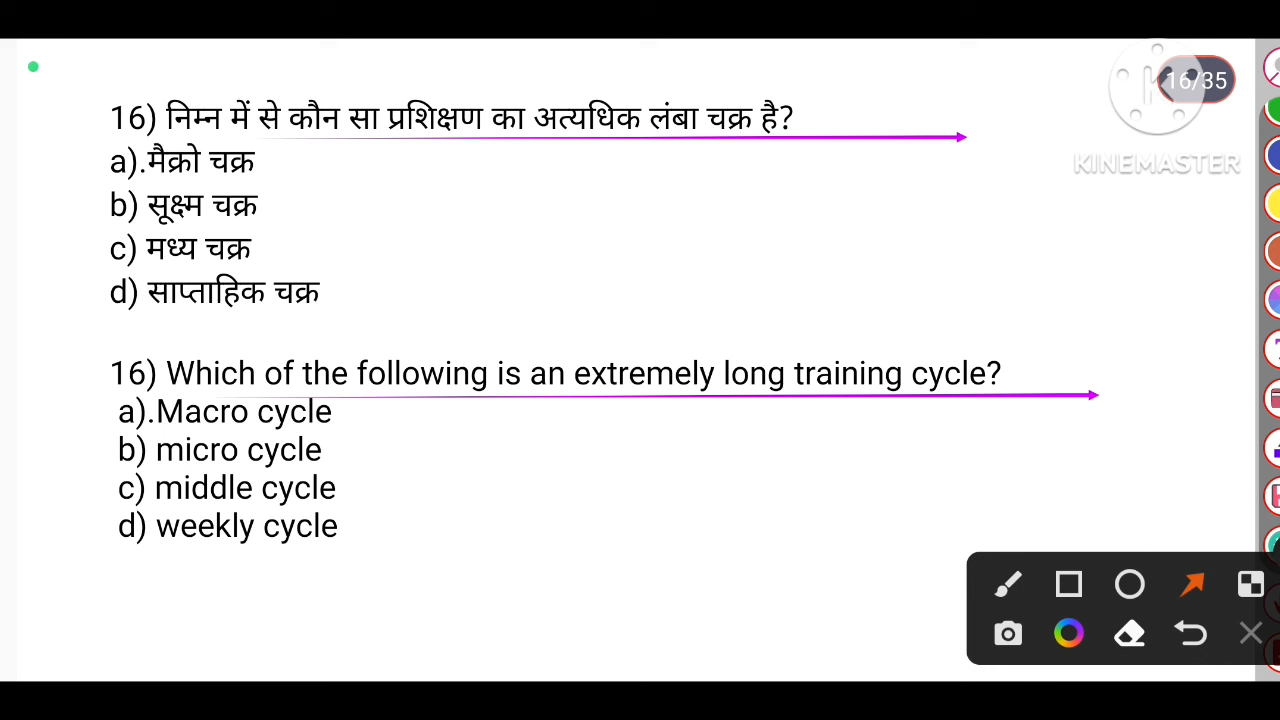 16/35
KINEMASTER
16) निम्न में से कौन सा प्रशिक्षण का अत्यधिक लंबा चक्र है?
a).मैक्रो चक्र
b) सूक्ष्म चक्र
c) मध्य चक्र
d) साप्ताहिक चक्र
16) Which of the following is an extremely long training cycle?
a).Macro cycle
b) micro cycle
c) middle cycle
d) weekly cycle